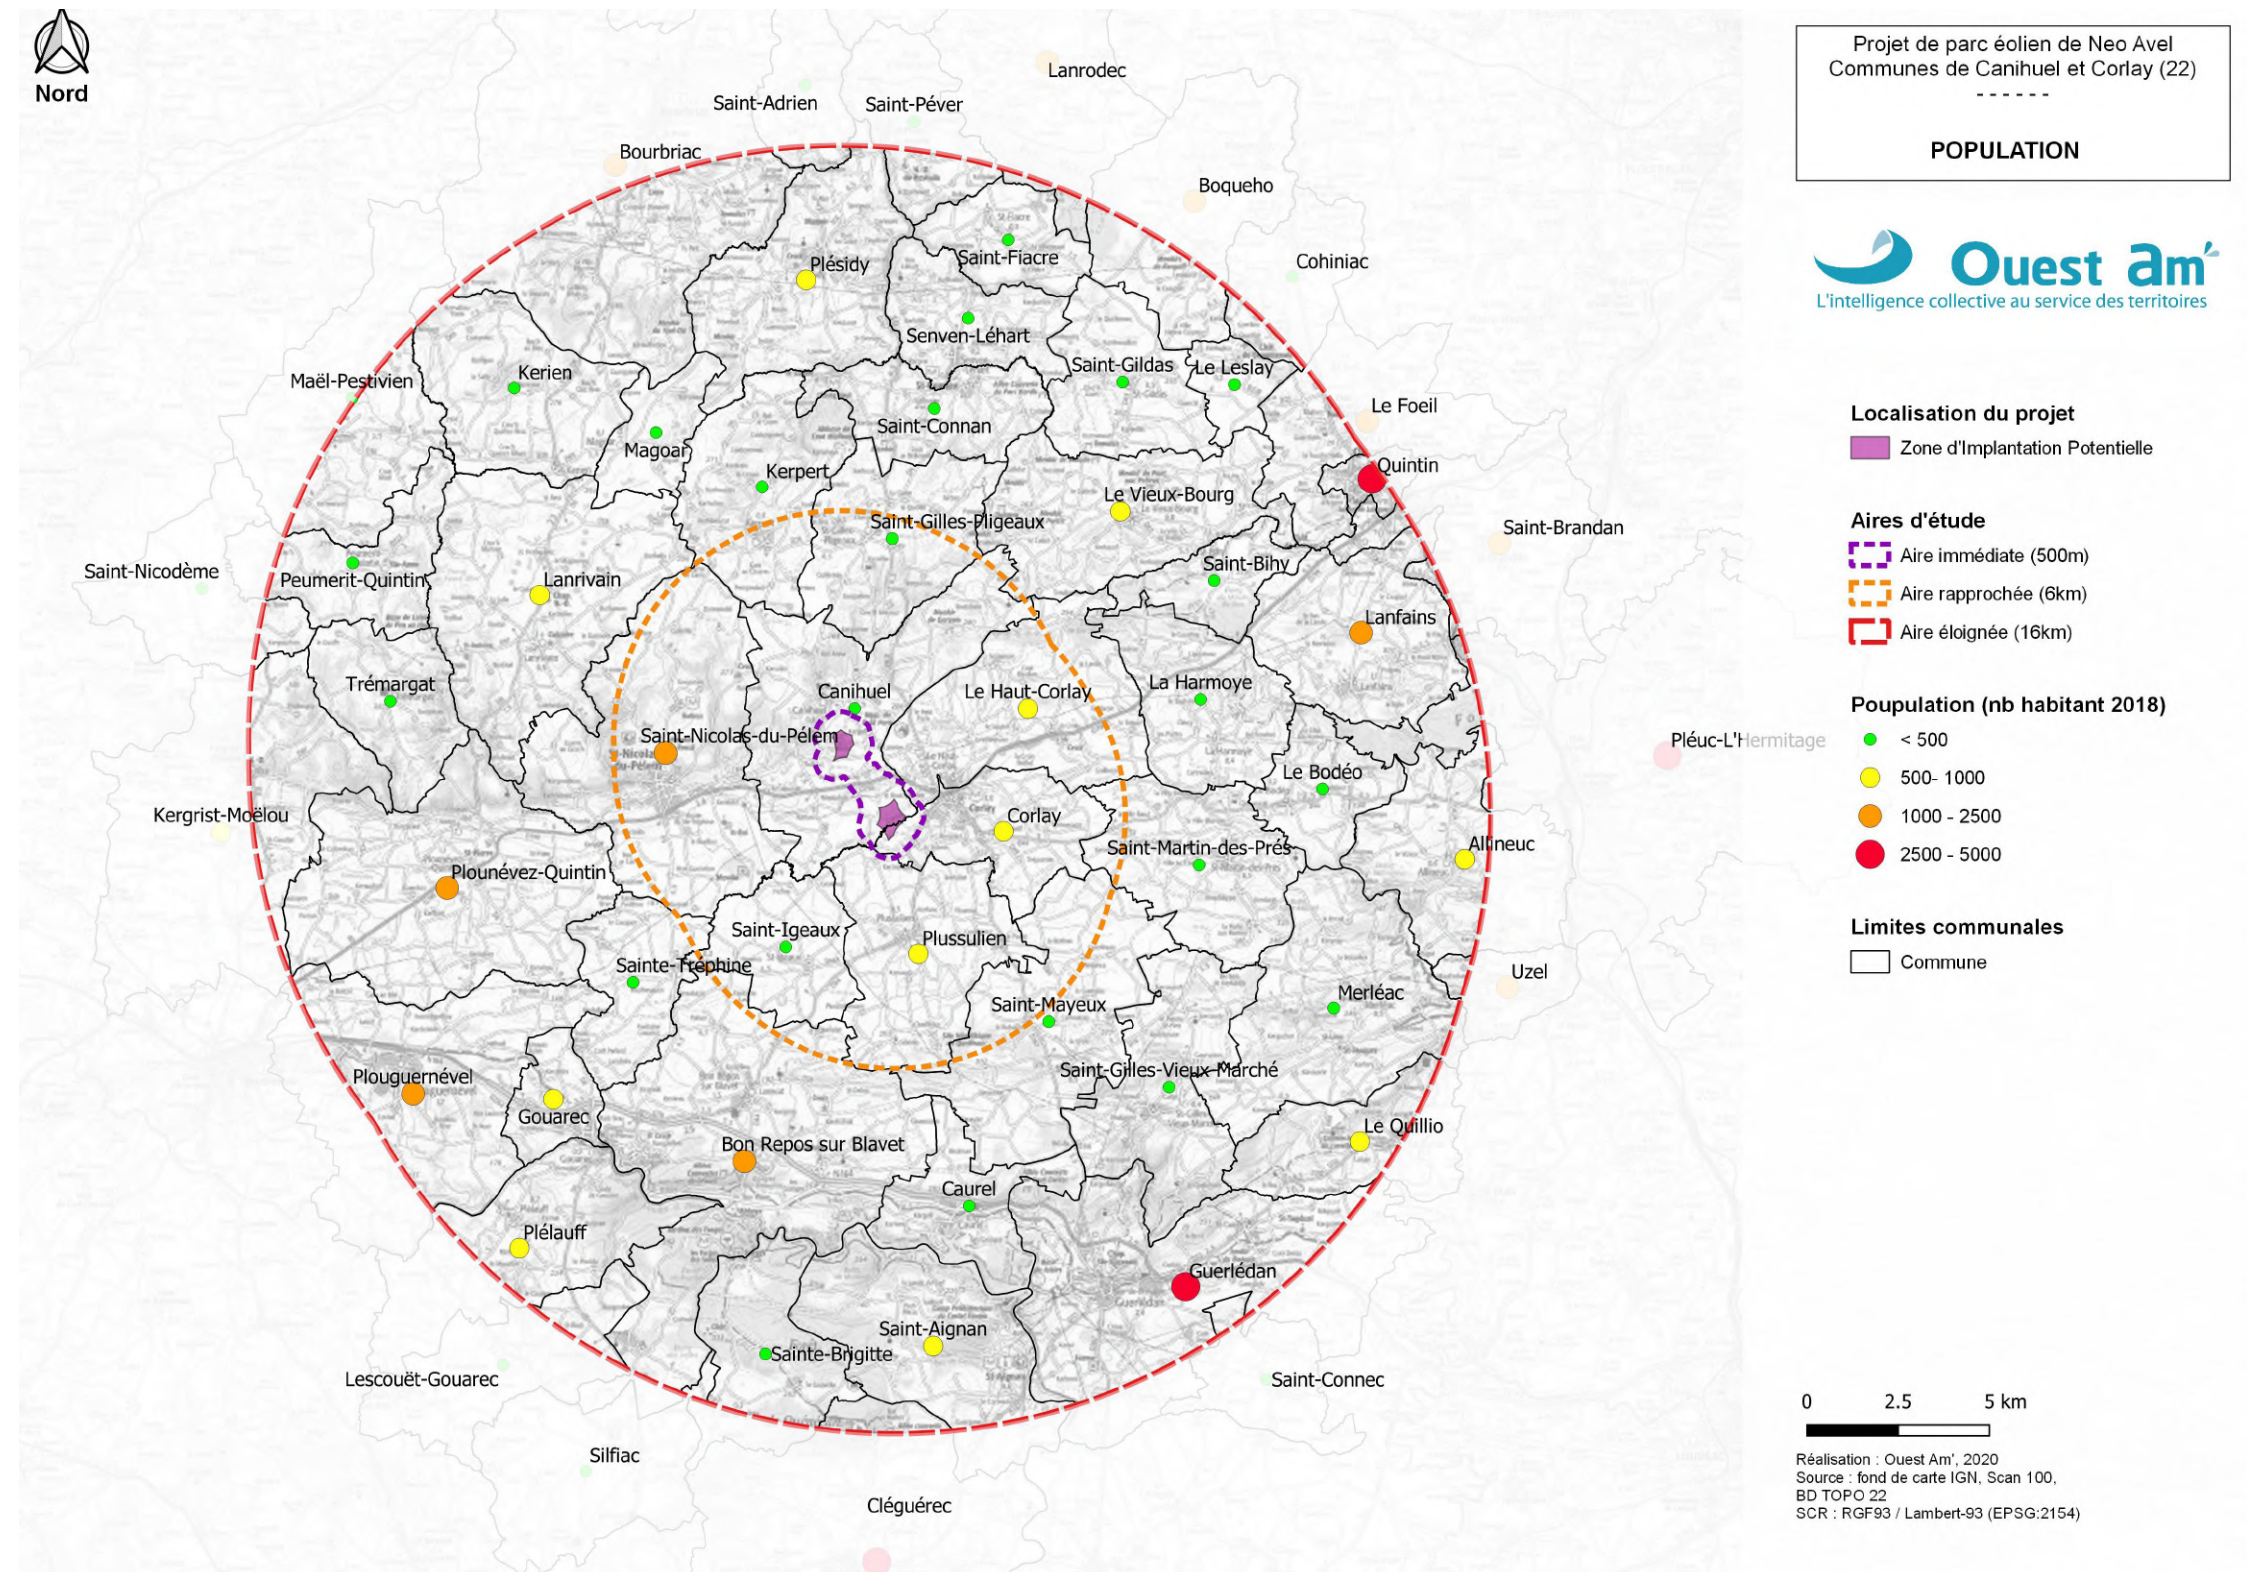 Nord
Projet de parc éolien de Neo Avel
Communes de Canihuel et Corlay (22)
- - - - - -
POPULATION
Ouest am'
L'intelligence collective au service des territoires
Localisation du projet
Zone d'Implantation Potentielle
Aires d'étude
Aire immédiate (500m)
Aire rapprochée (6km)
Aire éloignée (16km)
Poupulation (nb habitant 2018)
< 500
500- 1000
1000 - 2500
2500 - 5000
Limites communales
Commune
0 2.5 5 km
Réalisation : Ouest Am', 2020
Source : fond de carte IGN, Scan 100,
BD TOPO 22
SCR : RGF93 / Lambert-93 (EPSG:2154)
Lanrodec
Saint-Adrien
Saint-Péver
Bourbriac
Boqueho
Saint-Fiacre
Plésidy
Cohiniac
Senven-Léhart
Kerien
Saint-Gildas
Le Leslay
Maël-Pestivien
Le Foeil
Saint-Connan
Magoar
Kerpert
Quintin
Le Vieux-Bourg
Saint-Gilles-Pligeaux
Saint-Brandan
Saint-Nicodème
Peumerit-Quintin
Lanrivain
Saint-Bihy
Lanfains
Trémargat
Canihuel
Le Haut-Corlay
La Harmoye
Saint-Nicolas-du-Pélem
Pléuc-L'Hermitage
Le Bodéo
Kergrist-Moëlou
Corlay
Saint-Martin-des-Prés
Allineuc
Plounévez-Quintin
Saint-Igeaux
Plussulien
Sainte-Tréphine
Uzel
Merléac
Saint-Mayeux
Saint-Gilles-Vieux-Marché
Plouguernével
Gouarec
Le Quillio
Bon Repos sur Blavet
Caurel
Plélauff
Guerlédan
Saint-Aignan
Sainte-Brigitte
Lescouët-Gouarec
Saint-Connec
Silfiac
Cléguérec